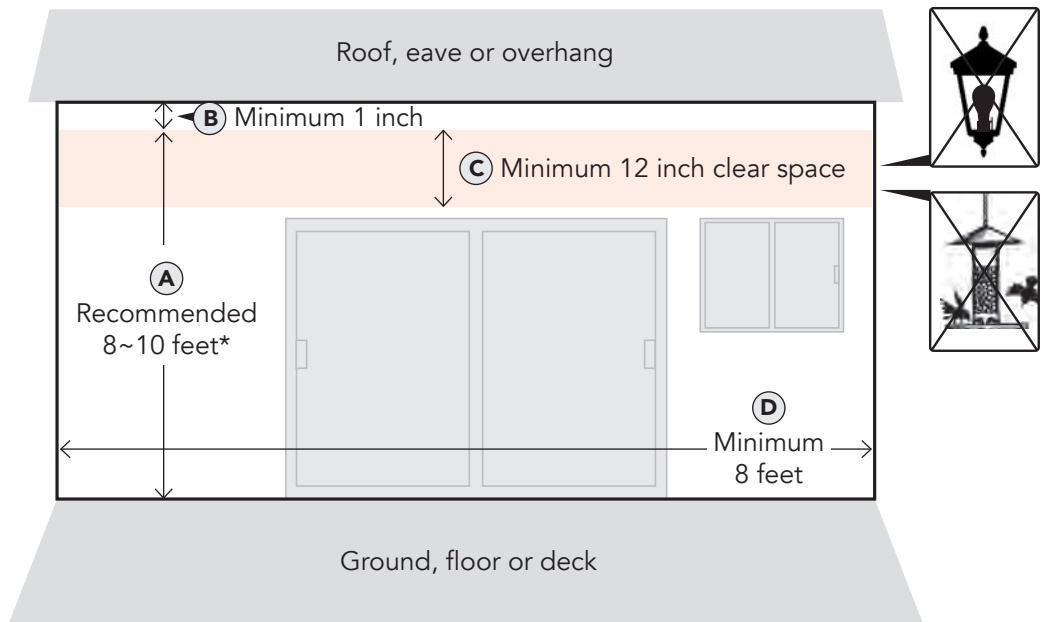 Roof, eave or overhang
B Minimum 1 inch
C Minimum 12 inch clear space
A
Recommended
8~10 feet*
D
Minimum
8 feet
Ground, floor or deck